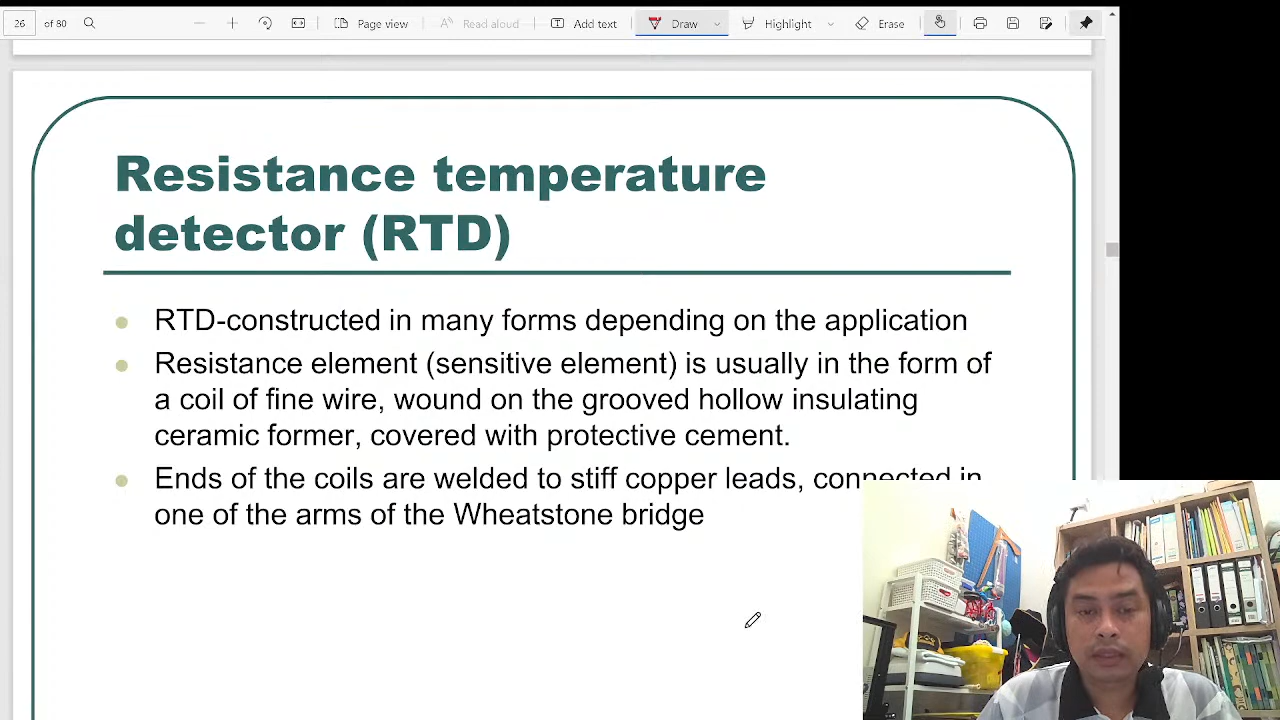 26 of 80 Page view Read aloud Add text Draw Highlight Erase
Resistance temperature
detector (RTD)
RTD-constructed in many forms depending on the application
Resistance element (sensitive element) is usually in the form of
a coil of fine wire, wound on the grooved hollow insulating
ceramic former, covered with protective cement.
Ends of the coils are welded to stiff copper leads, connected in
one of the arms of the Wheatstone bridge